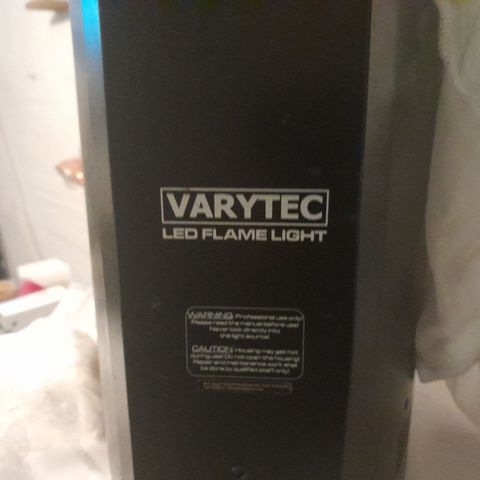 VARYTEC
LED FLAME LIGHT
WARNING: Professional use only!
Please read the manual before use!
Never look directly into
the light source!
CAUTION: Housing may get hot
during use! Do not open the housing!
Repair and maintenance work shall
be done by qualified staff only!